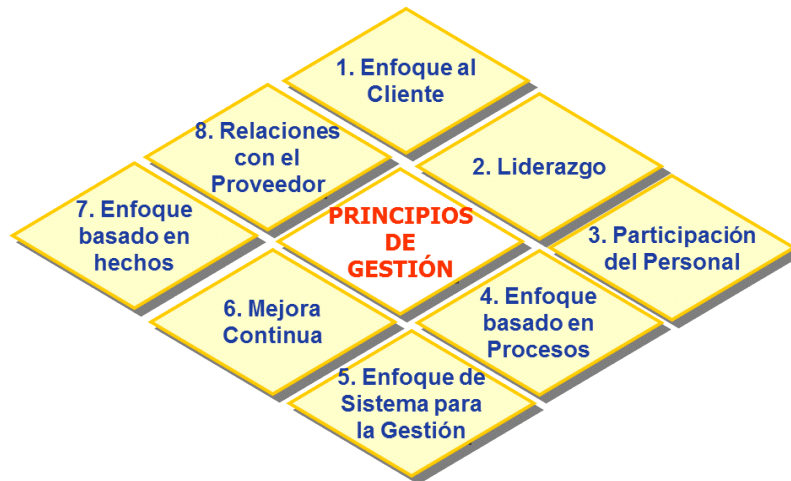 1. Enfoque al
Cliente
2. Liderazgo
3. Participación
del Personal
4. Enfoque
basado en
Procesos
5. Enfoque de
Sistema para
la Gestión
6. Mejora
Continua
7. Enfoque
basado en
hechos
8. Relaciones
con el
Proveedor
PRINCIPIOS
DE
GESTIÓN